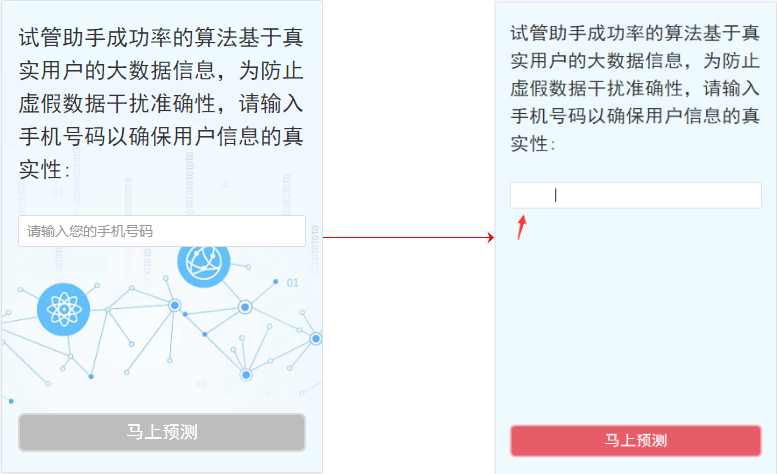 试管助手成功率的算法基于真
实用户的大数据信息，为防止
虚假数据干扰准确性，请输入
手机号码以确保用户信息的真
实性：
请输入您的手机号码
01
01
马上预测
试管助手成功率的算法基于真
实用户的大数据信息，为防止
虚假数据干扰准确性，请输入
手机号码以确保用户信息的真
实性：
马上预测